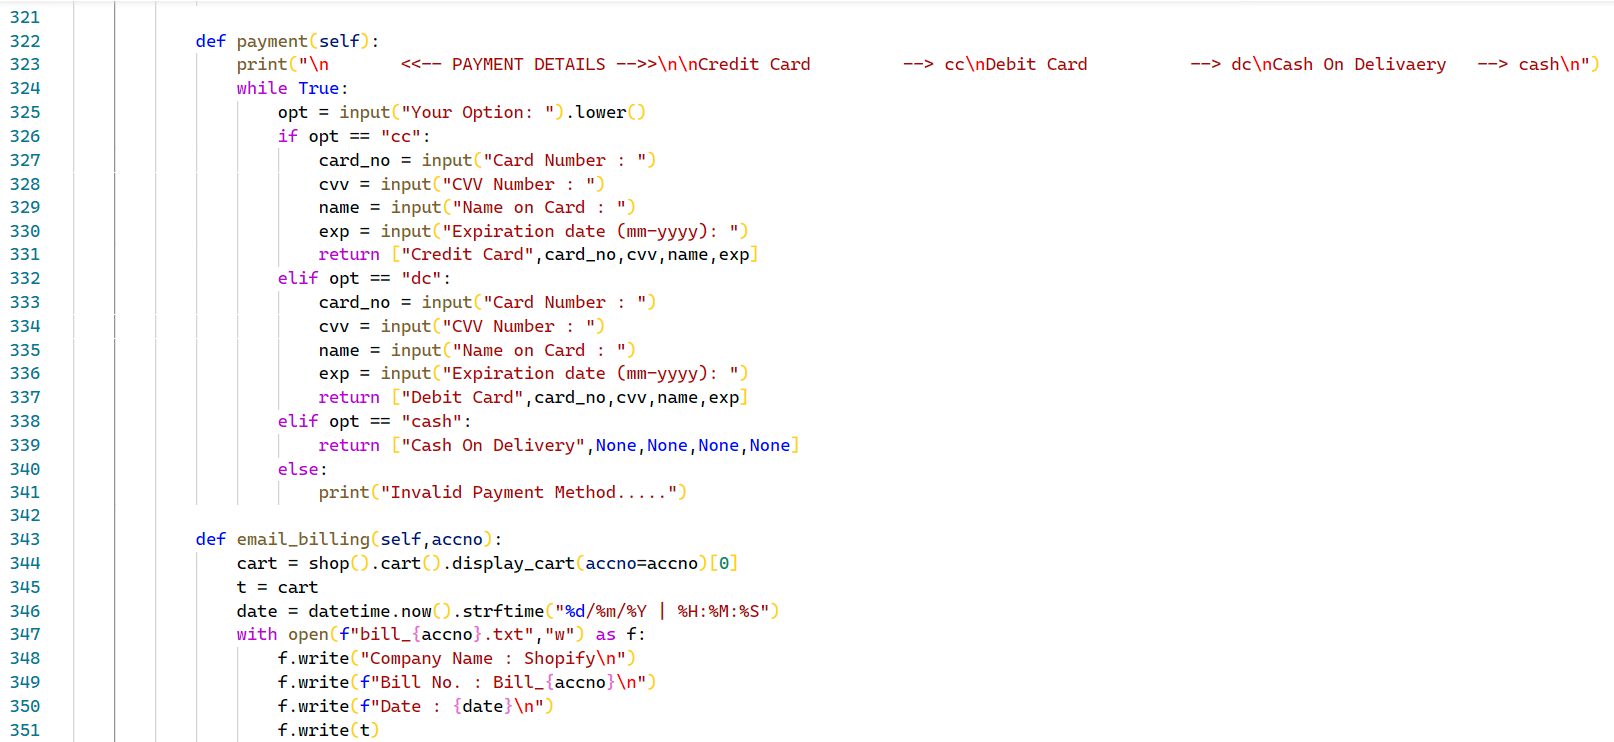 321
322 def payment(self):
323 print("\n       <<-- PAYMENT DETAILS -->>\n\nCredit Card         --> cc\nDebit Card          --> dc\nCash On Delivaery   --> cash\n")
324 while True:
325 opt = input("Your Option: ").lower()
326 if opt == "cc":
327 card_no = input("Card Number : ")
328 cvv = input("CVV Number : ")
329 name = input("Name on Card : ")
330 exp = input("Expiration date (mm-yyyy): ")
331 return ["Credit Card",card_no,cvv,name,exp]
332 elif opt == "dc":
333 card_no = input("Card Number : ")
334 cvv = input("CVV Number : ")
335 name = input("Name on Card : ")
336 exp = input("Expiration date (mm-yyyy): ")
337 return ["Debit Card",card_no,cvv,name,exp]
338 elif opt == "cash":
339 return ["Cash On Delivery",None,None,None,None]
340 else:
341 print("Invalid Payment Method.....")
342
343 def email_billing(self,accno):
344 cart = shop().cart().display_cart(accno=accno)[0]
345 t = cart
346 date = datetime.now().strftime("%d/%m/%Y | %H:%M:%S")
347 with open(f"bill_{accno}.txt","w") as f:
348 f.write("Company Name : Shopify\n")
349 f.write(f"Bill No. : Bill_{accno}\n")
350 f.write(f"Date : {date}\n")
351 f.write(t)